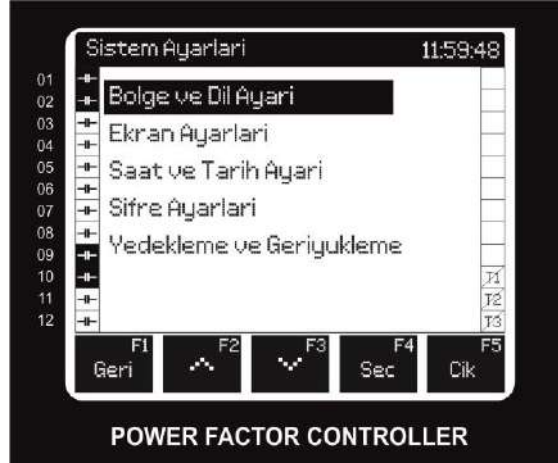 Sistem Ayarlari 11:59:48
01
02
03
04
05
06
07
08
09
10
11
12
Bolge ve Dil Ayari
Ekran Ayarlari
Saat ve Tarih Ayari
Sifre Ayarlari
Yedekleme ve Geriyukleme
T1
T2
T3
F1 F2 F3 F4 F5
Geri Sec Cik
POWER FACTOR CONTROLLER